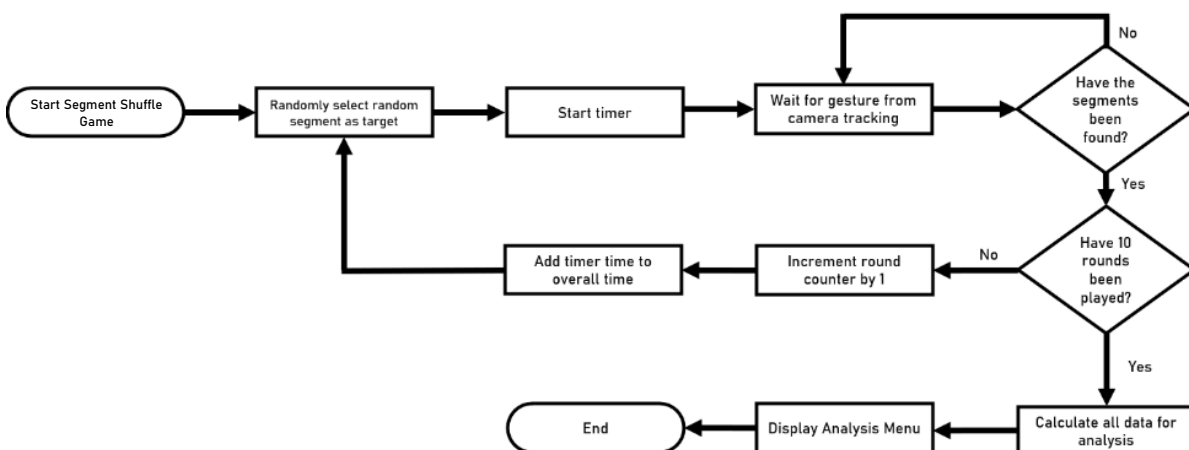 Start Segment Shuffle
Game
Randomly select random
segment as target
Start timer
Wait for gesture from
camera tracking
No
Have the
segments
been
found?
Yes
Have 10
rounds
been
played?
No
Increment round
counter by 1
Add timer time to
overall time
Yes
Calculate all data for
analysis
Display Analysis Menu
End